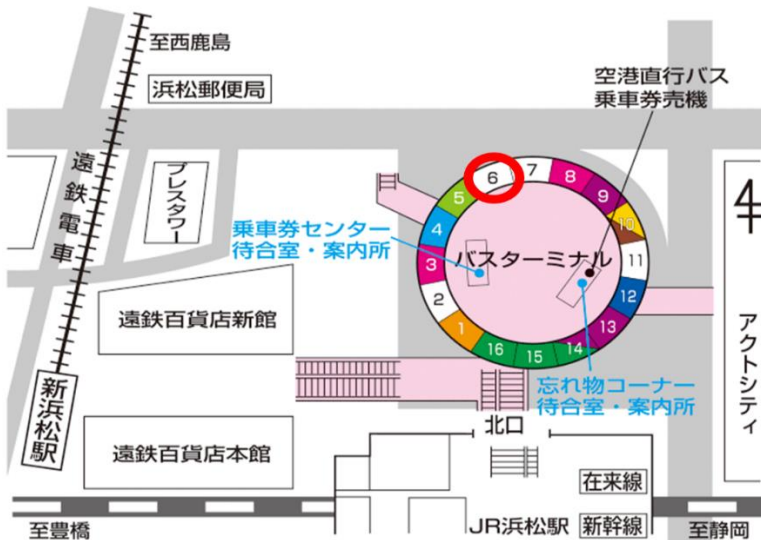 至西鹿島
浜松郵便局
空港直行バス
乗車券売機
遠鉄電車
プレスタワー
乗車券センター
待合室・案内所
バスターミナル
1
2
3
4
5
6
7
8
9
10
11
12
13
14
15
16
遠鉄百貨店新館
忘れ物コーナー
待合室・案内所
アクトシティ
新浜松駅
遠鉄百貨店本館
北口
在来線
JR浜松駅
新幹線
至豊橋
至静岡